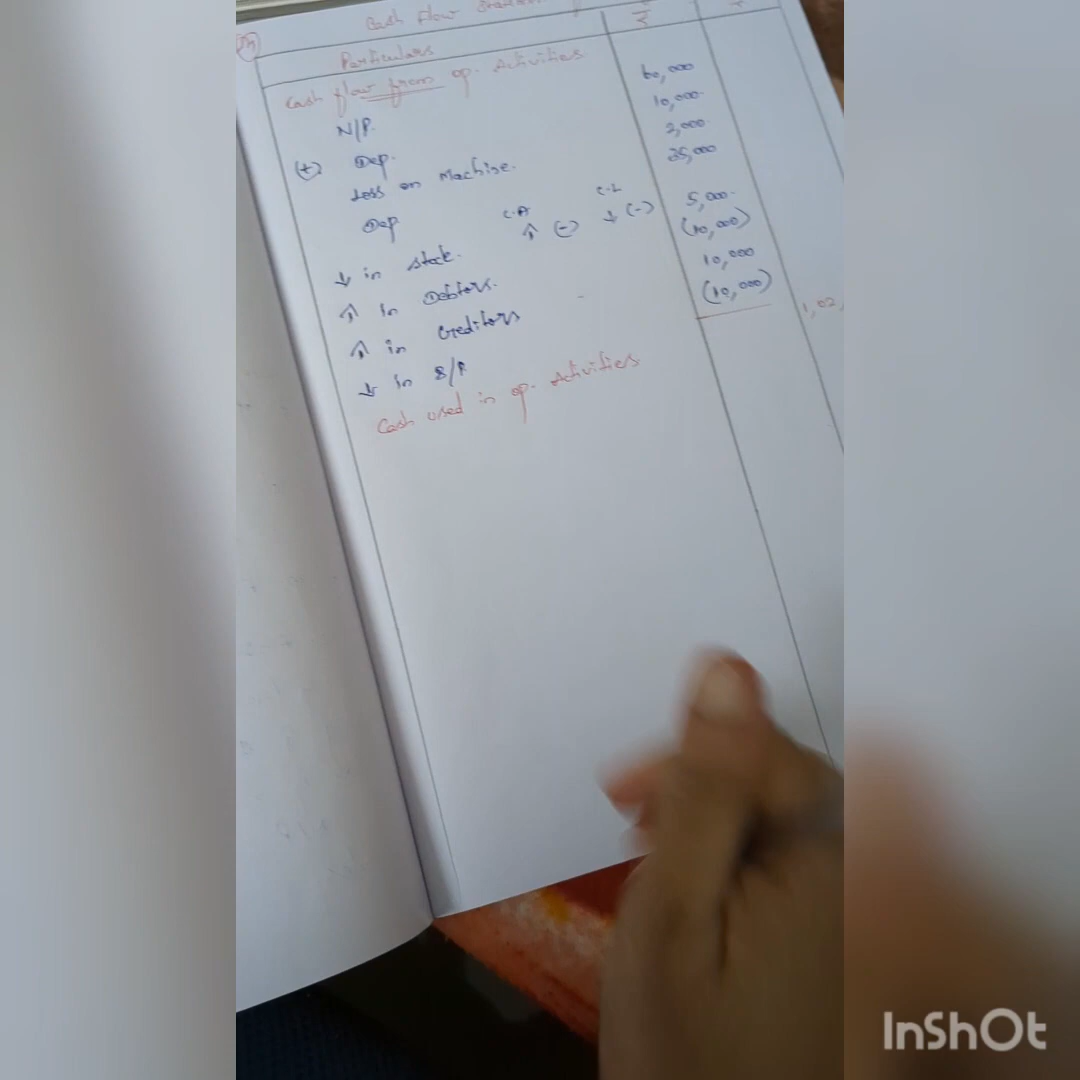 Cash Flow
Particulars ₹
Cash flow from op. Activities
N/P. 60,000
(+) Dep. 10,000
Loss on Machine. 2,000
Dep 25,000
C.A C.L
↑ (-) ↓ (-)
↓ in stock. 5,000
↑ in Debtors. (10,000)
↑ in Creditors 10,000
↓ in B/P (10,000)
Cash used in op. Activities
InShOt